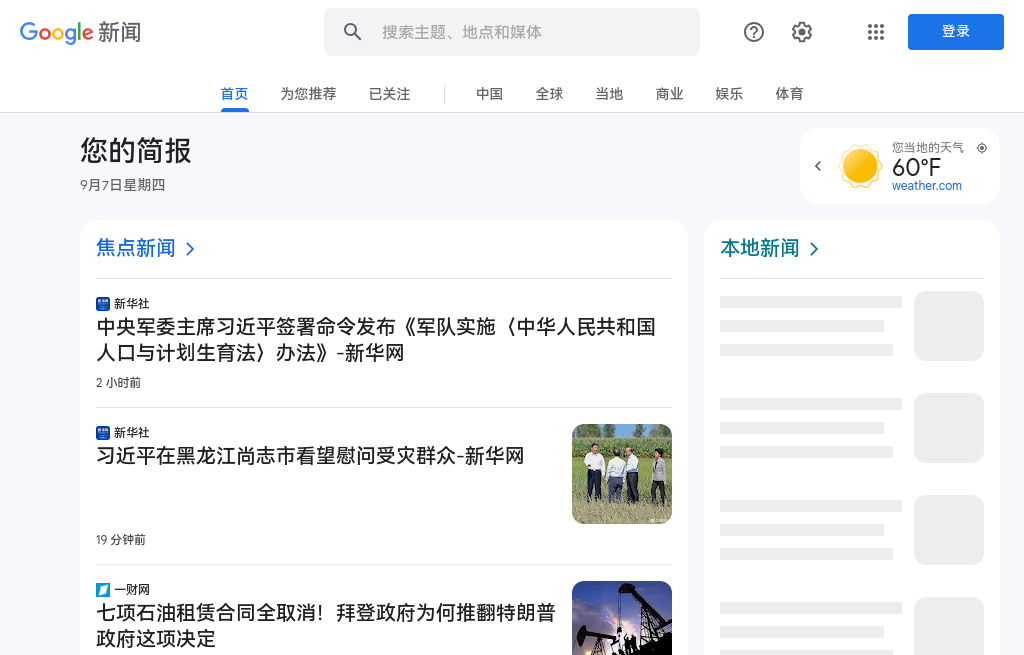 Google 新闻
搜索主题、地点和媒体
登录
首页
为您推荐
已关注
中国
全球
当地
商业
娱乐
体育
您的简报
9月7日星期四
您当地的天气
60°F
weather.com
焦点新闻
新华社
中央军委主席习近平签署命令发布《军队实施〈中华人民共和国
人口与计划生育法〉办法》-新华网
2 小时前
新华社
习近平在黑龙江尚志市看望慰问受灾群众-新华网
19 分钟前
一财网
七项石油租赁合同全取消！拜登政府为何推翻特朗普
政府这项决定
本地新闻